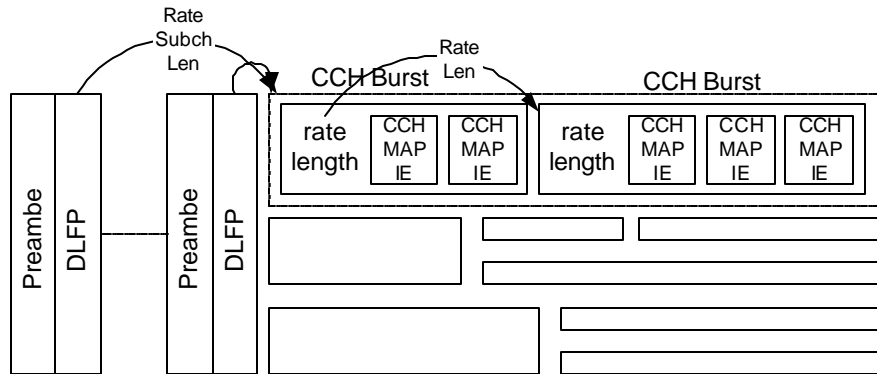 Rate
Subch
Len
Rate
Len
CCH Burst
CCH Burst
Preambe
DLFP
Preambe
DLFP
rate
length
CCH
MAP
IE
CCH
MAP
IE
rate
length
CCH
MAP
IE
CCH
MAP
IE
CCH
MAP
IE